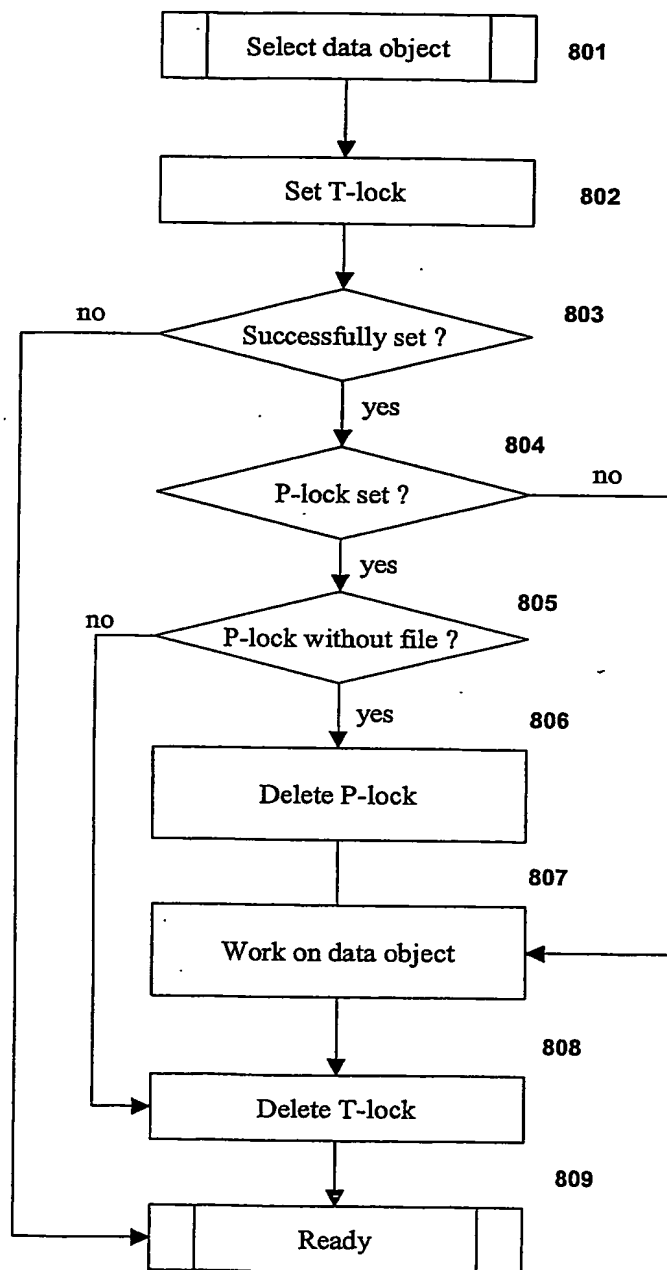 Select data object 801
Set T-lock 802
803
no
Successfully set ?
yes
804
P-lock set ?
no
yes
805
no
P-lock without file ?
yes
806
Delete P-lock
807
Work on data object
808
Delete T-lock
809
Ready